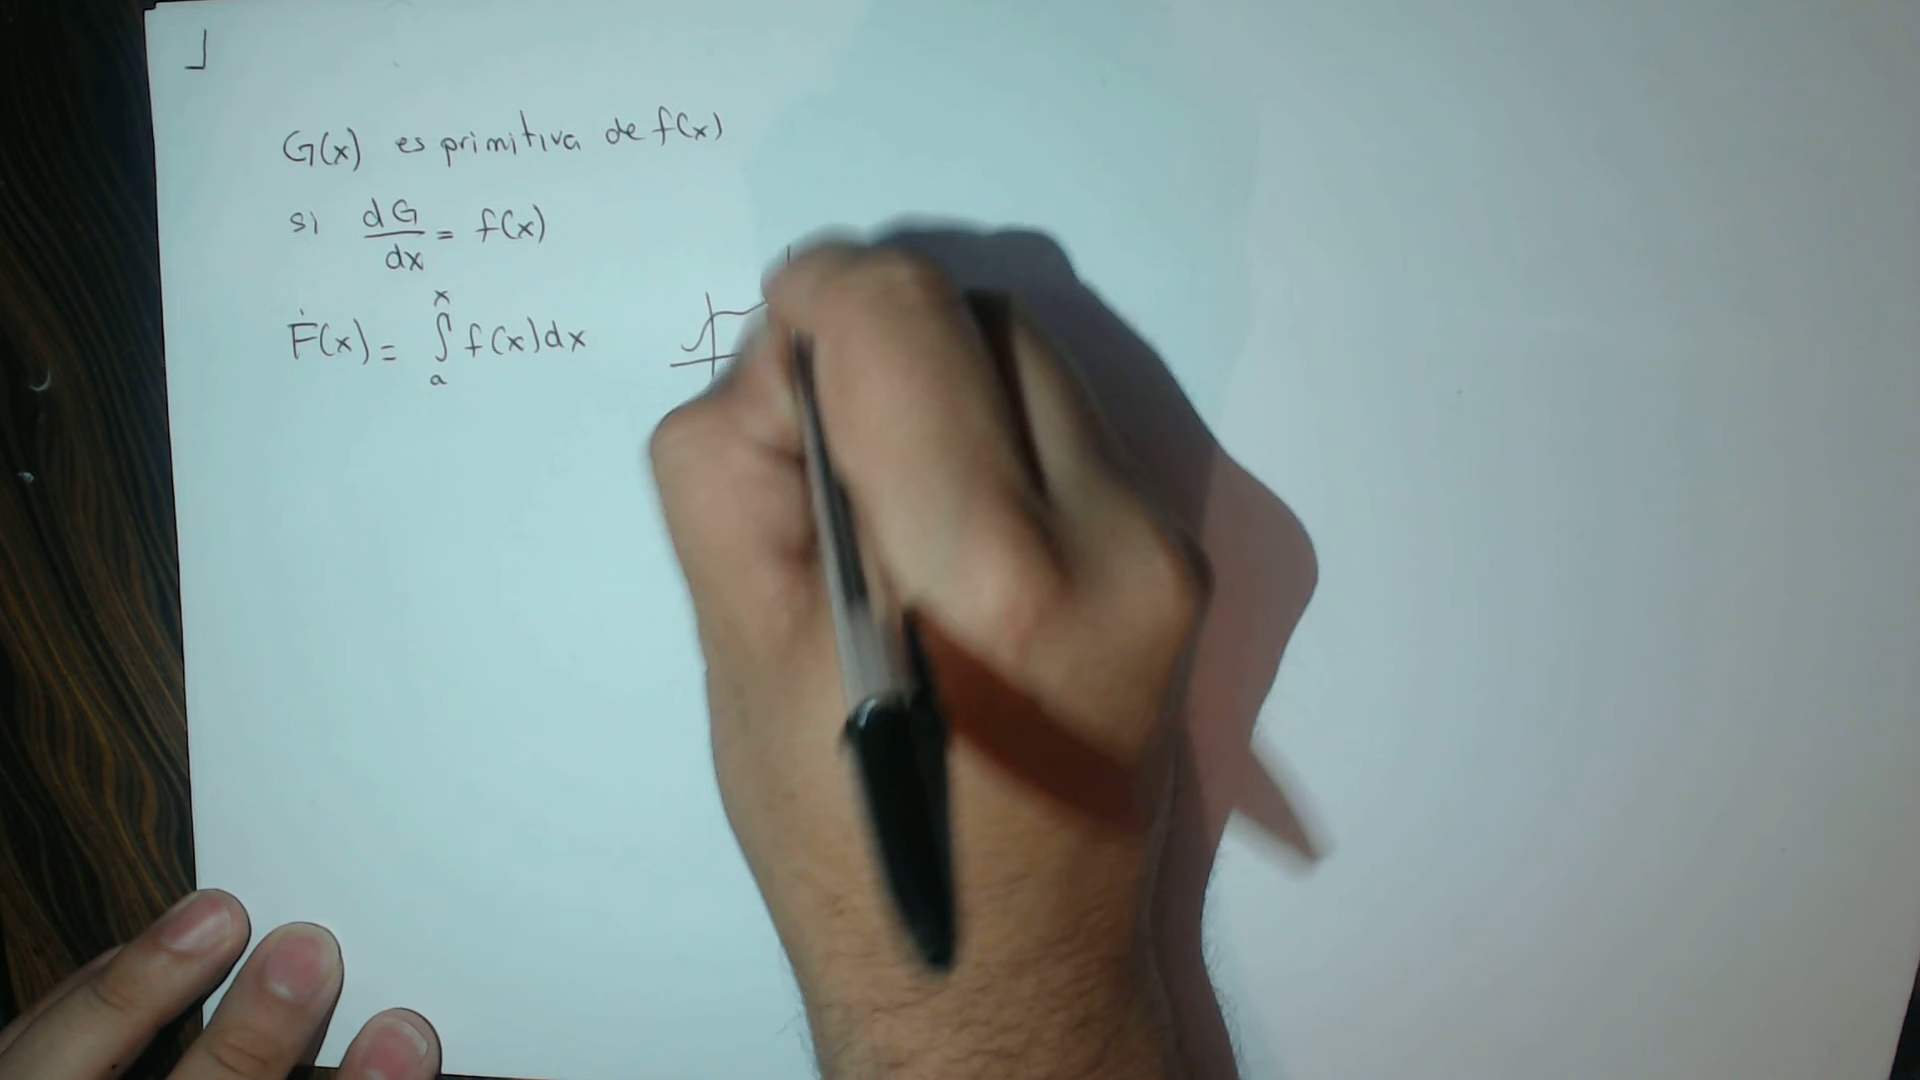 G(x) es primitiva de f(x)
si dG/dx = f(x)
F(x) = ∫ₐˣ f(x)dx